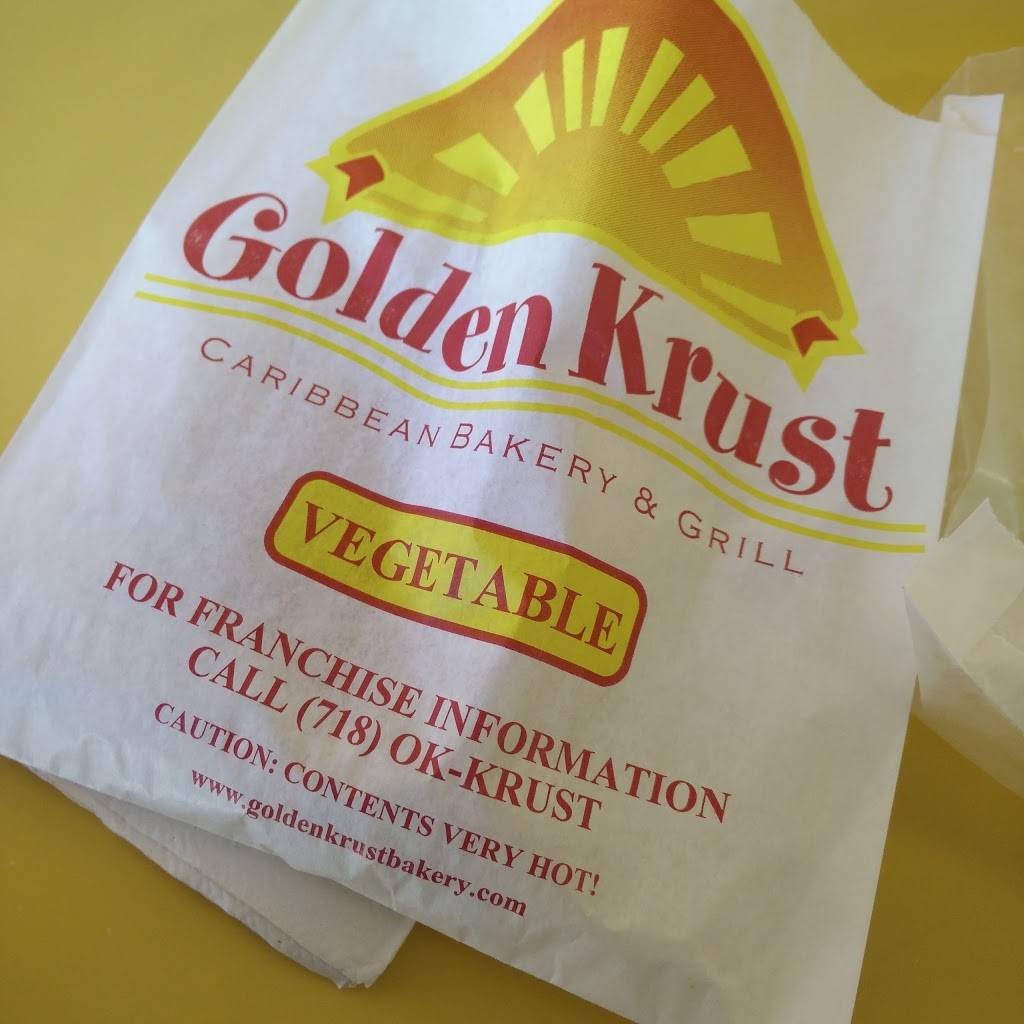 Golden Krust
CARIBBEAN BAKERY & GRILL
VEGETABLE
FOR FRANCHISE INFORMATION
CALL (718) OK-KRUST
CAUTION: CONTENTS VERY HOT!
www.goldenkrustbakery.com